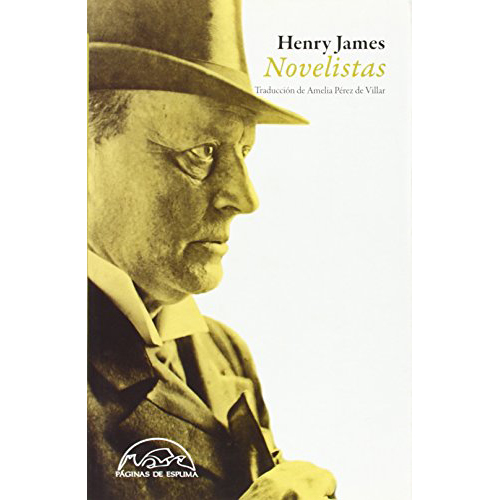 Henry James
Novelistas
Traducción de Amelia Pérez de Villar
PÁGINAS DE ESPUMA